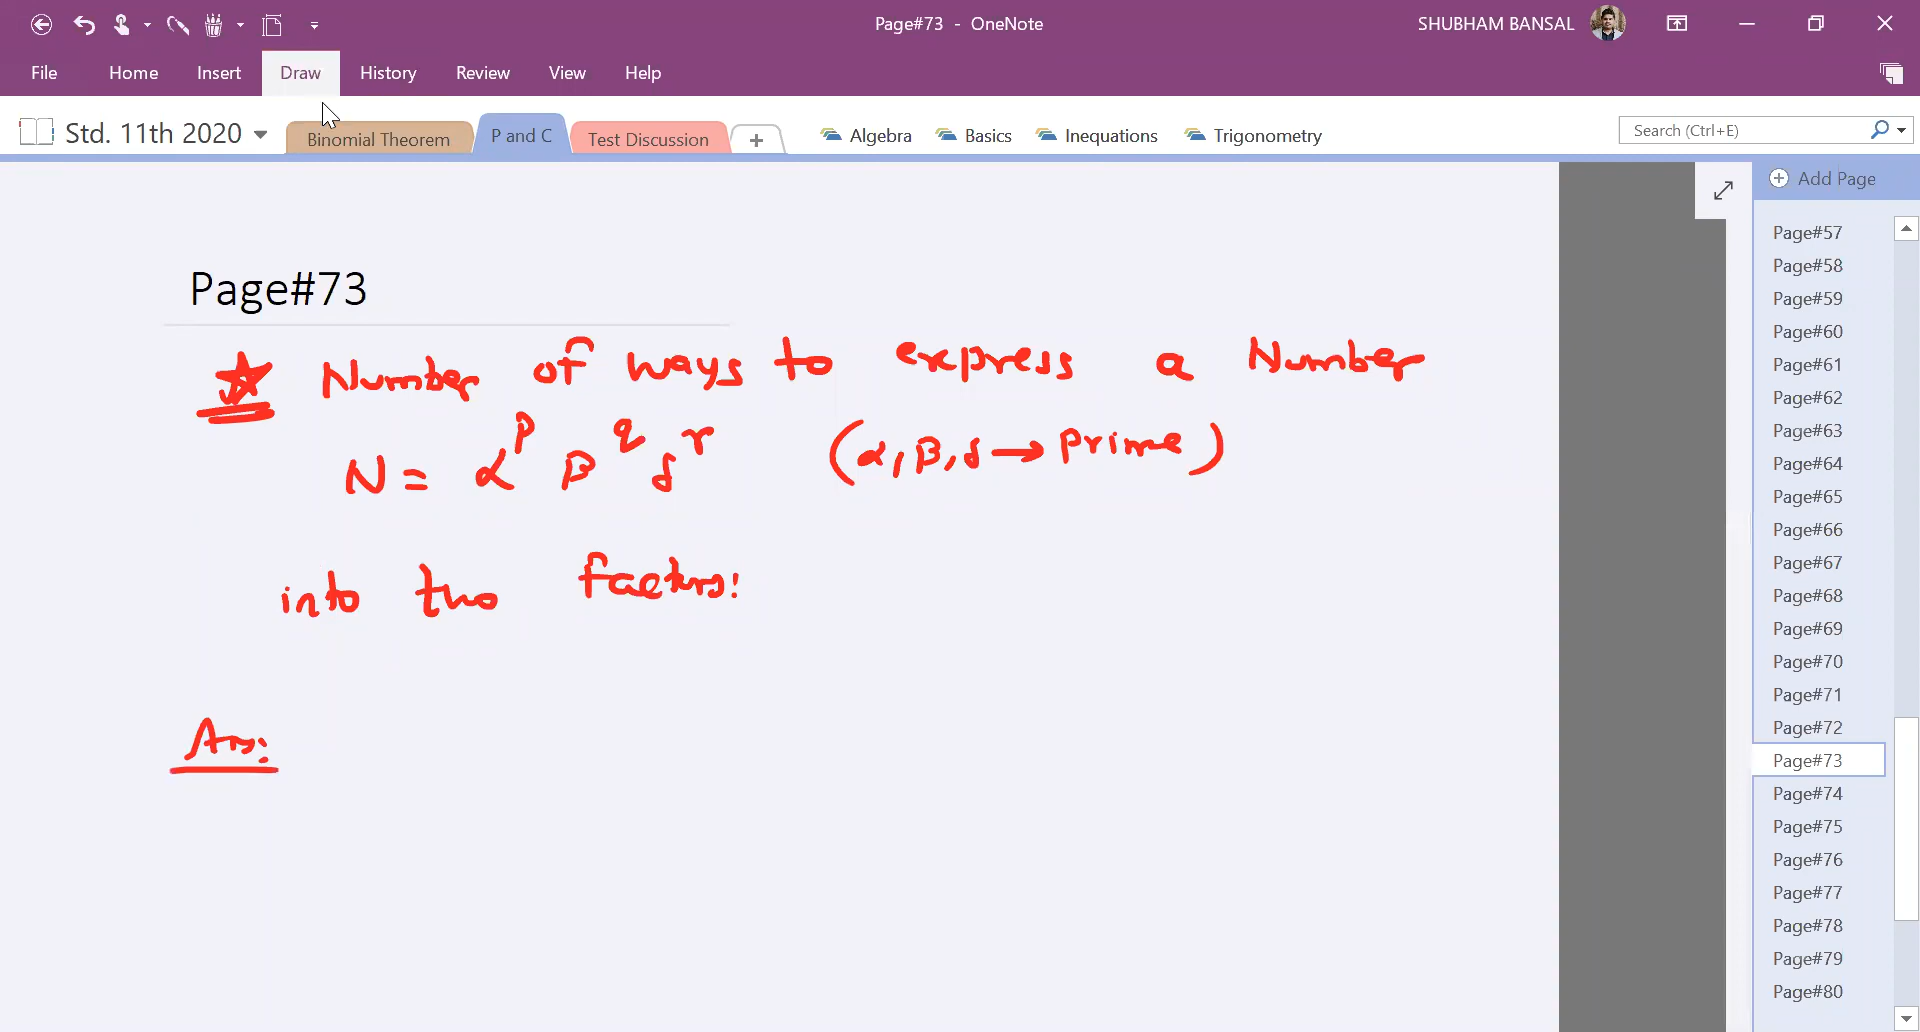 Page#73 - OneNote
SHUBHAM BANSAL
File Home Insert Draw History Review View Help
Std. 11th 2020
Binomial Theorem
P and C
Test Discussion
Algebra
Basics
Inequations
Trigonometry
Search (Ctrl+E)
Add Page
Page#73
Number of ways to express a Number
N = α^p β^q δ^r (α, β, δ → prime)
into two factors:
Ans:
Page#57
Page#58
Page#59
Page#60
Page#61
Page#62
Page#63
Page#64
Page#65
Page#66
Page#67
Page#68
Page#69
Page#70
Page#71
Page#72
Page#73
Page#74
Page#75
Page#76
Page#77
Page#78
Page#79
Page#80